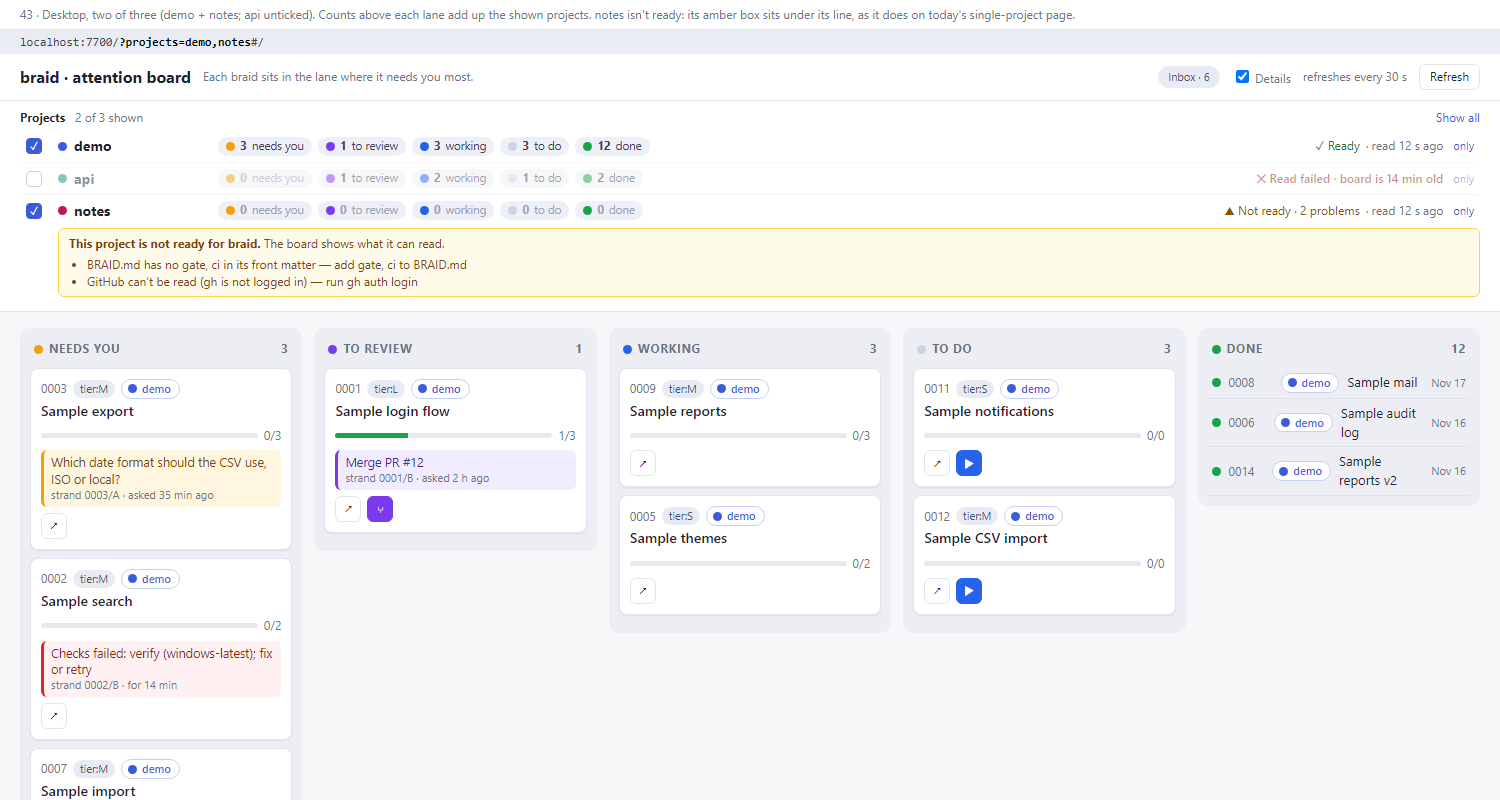 43 · Desktop, two of three (demo + notes; api unticked). Counts above each lane add up the shown projects. notes isn't ready: its amber box sits under its line, as it does on today's single-project page.
localhost:7700/?projects=demo,notes#/
braid · attention board Each braid sits in the lane where it needs you most. Inbox · 6 Details refreshes every 30 s Refresh
Projects 2 of 3 shown Show all
demo 3 needs you 1 to review 3 working 3 to do 12 done ✓ Ready · read 12 s ago only
api 0 needs you 1 to review 2 working 1 to do 2 done ✕ Read failed · board is 14 min old only
notes 0 needs you 0 to review 0 working 0 to do 0 done ▲ Not ready · 2 problems · read 12 s ago only
This project is not ready for braid. The board shows what it can read.
• BRAID.md has no gate, ci in its front matter — add gate, ci to BRAID.md
• GitHub can't be read (gh is not logged in) — run gh auth login
NEEDS YOU 3
0003 tier:M demo
Sample export
0/3
Which date format should the CSV use,
ISO or local?
strand 0003/A · asked 35 min ago
↗
0002 tier:M demo
Sample search
0/2
Checks failed: verify (windows-latest); fix
or retry
strand 0002/B · for 14 min
↗
0007 tier:M demo
Sample import
TO REVIEW 1
0001 tier:L demo
Sample login flow
1/3
Merge PR #12
strand 0001/B · asked 2 h ago
↗
WORKING 3
0009 tier:M demo
Sample reports
0/3
↗
0005 tier:S demo
Sample themes
0/2
↗
TO DO 3
0011 tier:S demo
Sample notifications
0/0
↗ ▶
0012 tier:M demo
Sample CSV import
0/0
↗ ▶
DONE 12
0008 demo Sample mail Nov 17
0006 demo Sample audit log Nov 16
0014 demo Sample reports v2 Nov 16